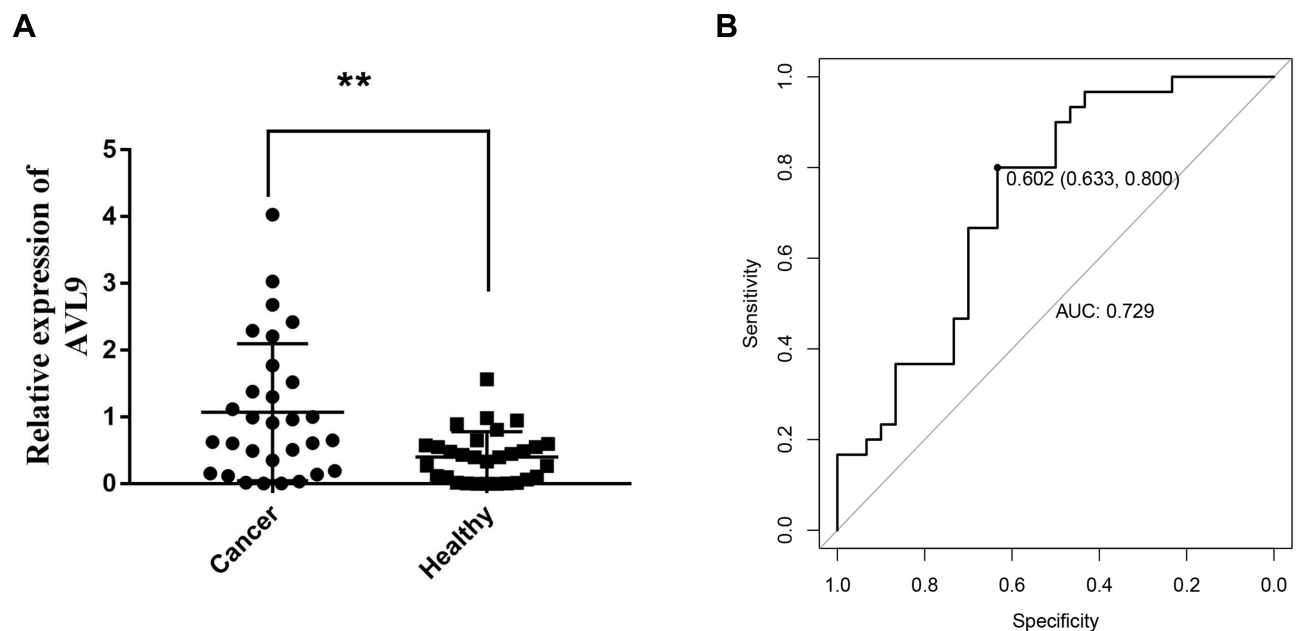 A
**
Relative expression of
AVL9
5
4
3
2
1
0
Cancer
Healthy
B
1.0
0.8
0.6
0.4
0.2
0.0
Sensitivity
0.602 (0.633, 0.800)
AUC: 0.729
1.0
0.8
0.6
0.4
0.2
0.0
Specificity